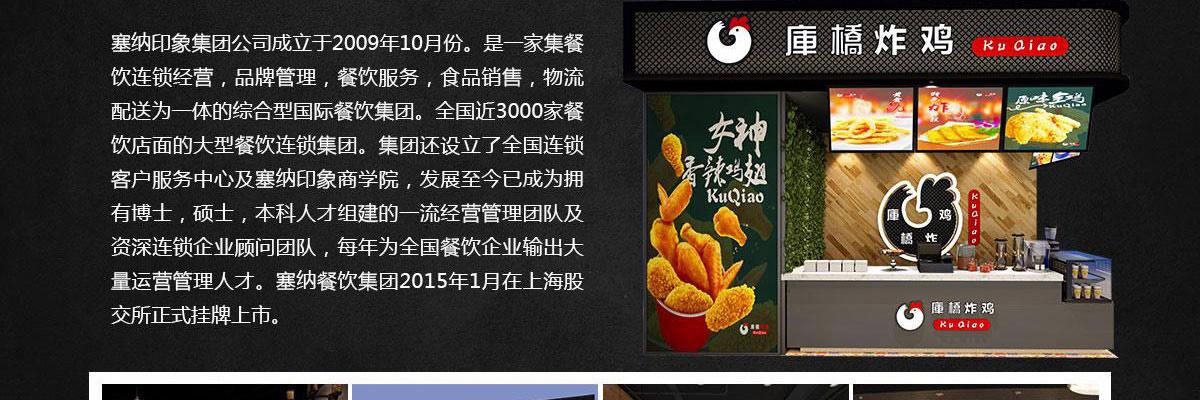 塞纳印象集团公司成立于2009年10月份。是一家集餐
饮连锁经营，品牌管理，餐饮服务，食品销售，物流
配送为一体的综合型国际餐饮集团。全国近3000家餐
饮店面的大型餐饮连锁集团。集团还设立了全国连锁
客户服务中心及塞纳印象商学院，发展至今已成为拥
有博士，硕士，本科人才组建的一流经营管理团队及
资深连锁企业顾问团队，每年为全国餐饮企业输出大
量运营管理人才。塞纳餐饮集团2015年1月在上海股
交所正式挂牌上市。
庫橋炸鸡 KuQiao
女神
香辣鸡翅
KuQiao
原味
KuQiao
庫 鸡
橋 炸
KuQiao
庫橋炸鸡
KuQiao